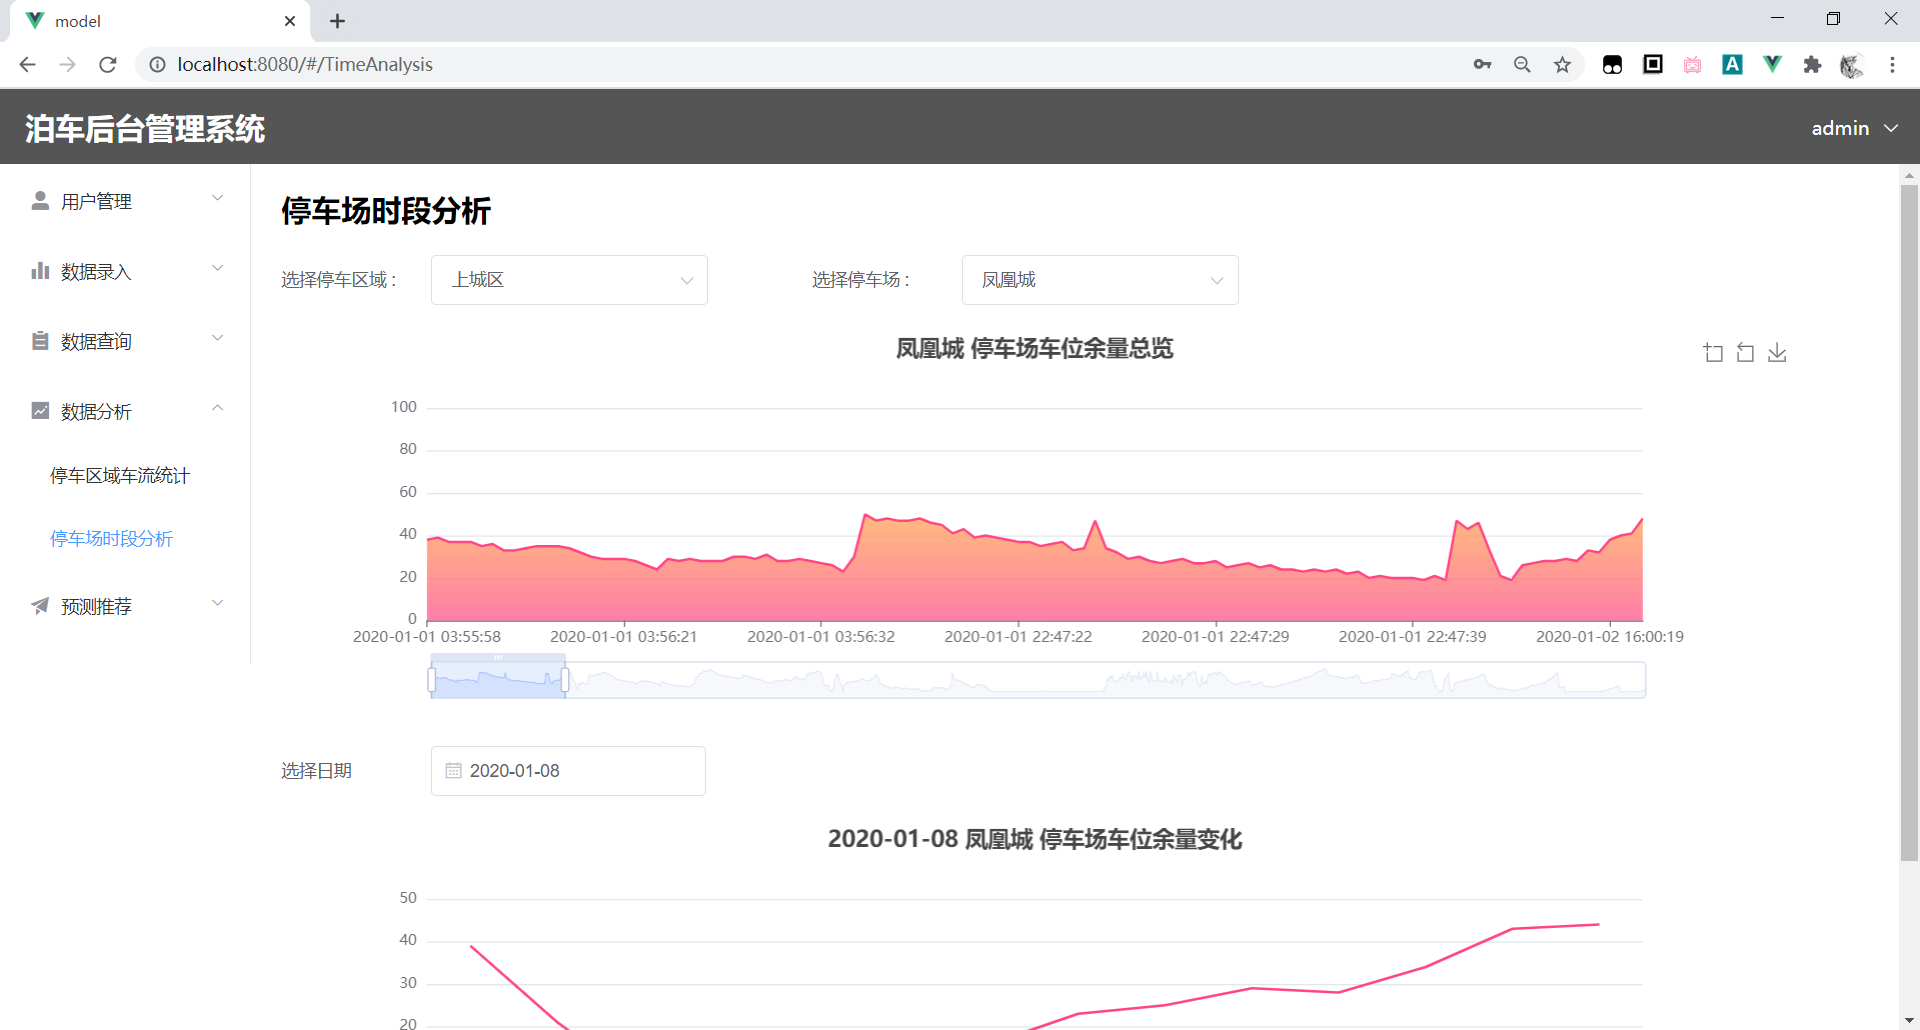 model
localhost:8080/#/TimeAnalysis
A
泊车后台管理系统
admin
用户管理
数据录入
数据查询
数据分析
停车区域车流统计
停车场时段分析
预测推荐
停车场时段分析
选择停车区域 :
上城区
选择停车场 :
凤凰城
凤凰城 停车场车位余量总览
100
80
60
40
20
0
2020-01-01 03:55:58
2020-01-01 03:56:21
2020-01-01 03:56:32
2020-01-01 22:47:22
2020-01-01 22:47:29
2020-01-01 22:47:39
2020-01-02 16:00:19
选择日期
2020-01-08
2020-01-08 凤凰城 停车场车位余量变化
50
40
30
20